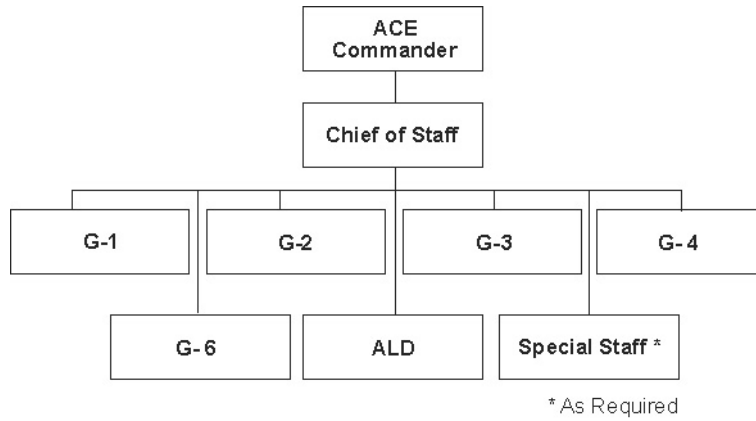 ACE
Commander
Chief of Staff
G-1
G-2
G-3
G- 4
G- 6
ALD
Special Staff *
* As Required